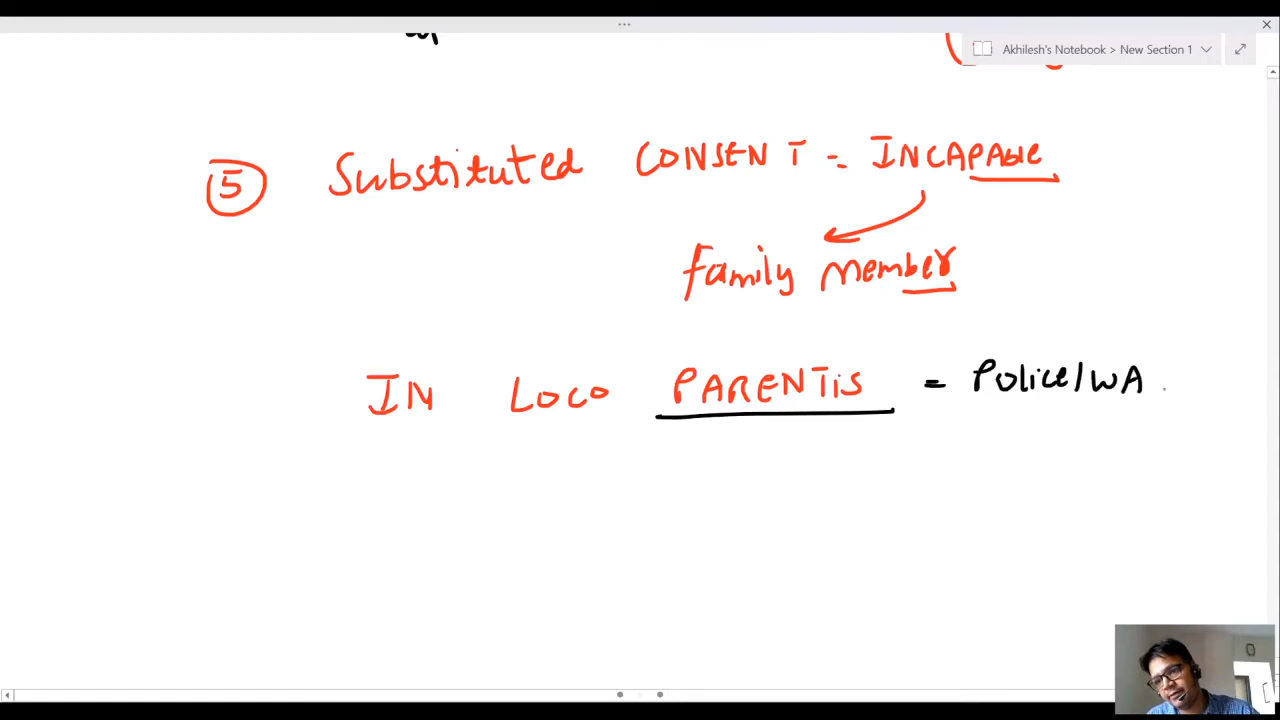 Akhilesh's Notebook > New Section 1
5 Substituted CONSENT = INCAPABLE
family member
IN LOCO PARENTiS = Police/WA